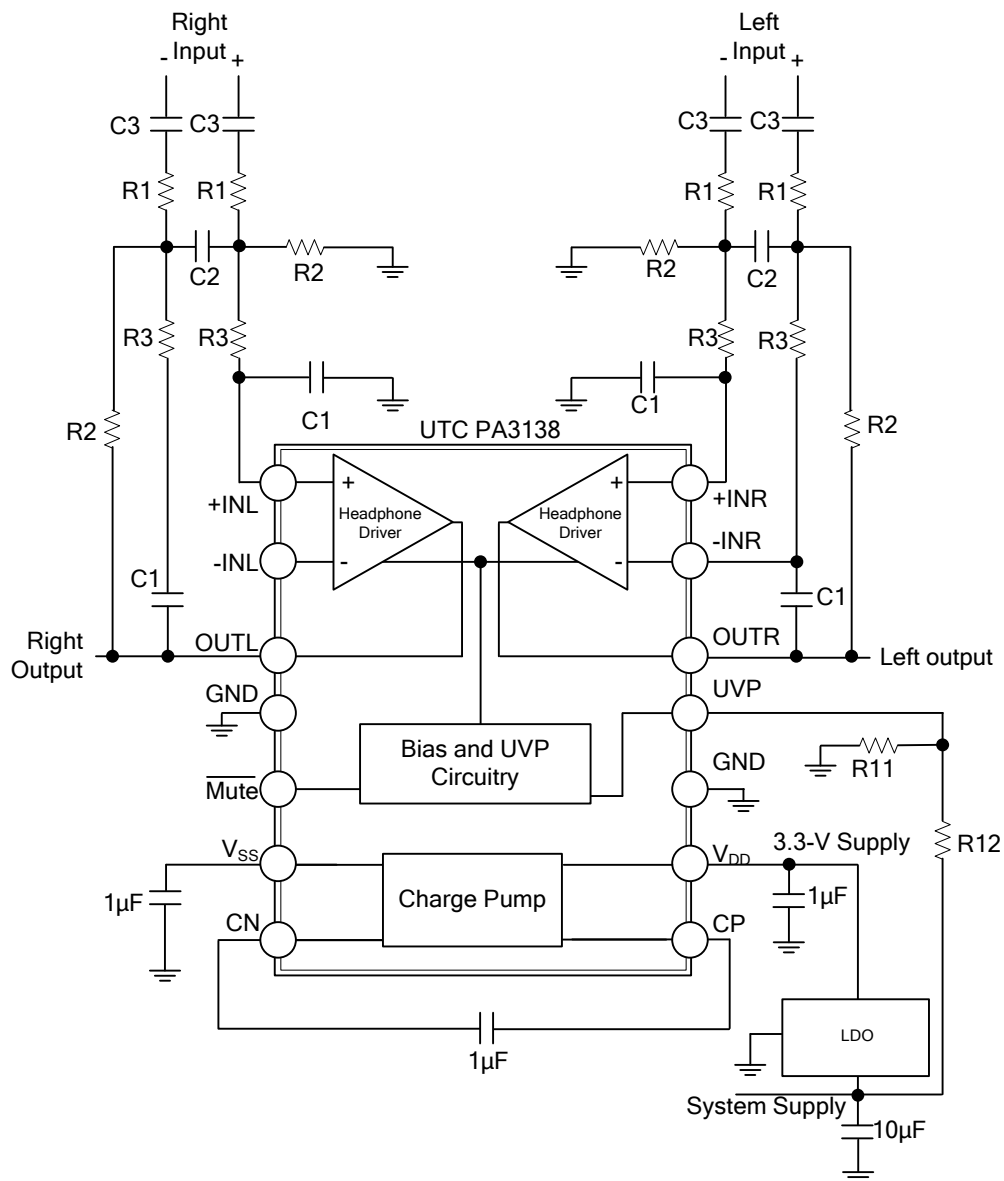 Right
Input
- +
Left
Input
- +
C3 C3
C3 C3
R1 R1
R1 R1
C2 R2
R2 C2
R3 R3
R3 R3
C1
C1
R2
R2
UTC PA3138
+INL
+
Headphone
Driver
-
+
Headphone
Driver
-
+INR
-INL
-INR
C1
C1
Right
Output
OUTL
OUTR
Left output
GND
UVP
Bias and UVP
Circuitry
R11
GND
Mute
R12
VSS
VDD
3.3-V Supply
1µF
Charge Pump
1µF
CN
CP
1µF
LDO
System Supply
10µF